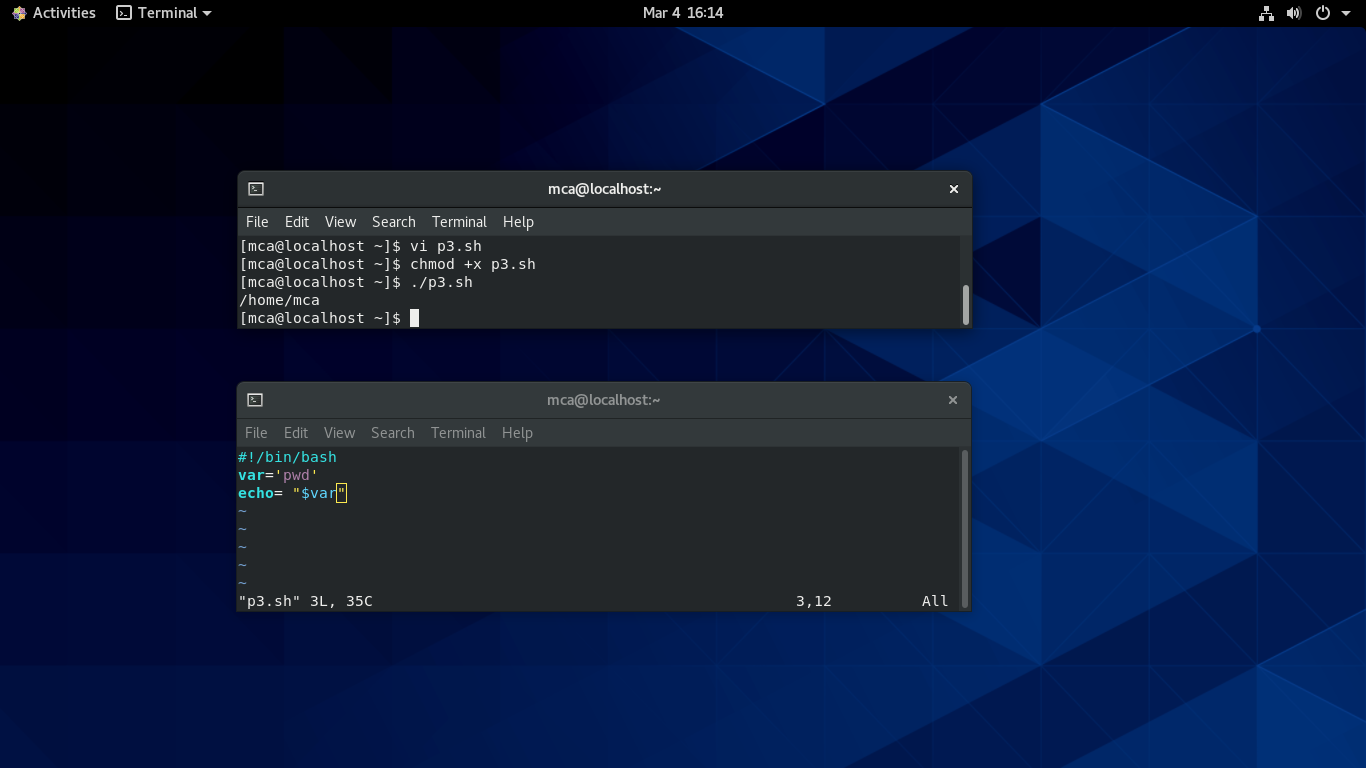 Activities Terminal Mar 4 16:14
mca@localhost:~
File Edit View Search Terminal Help
[mca@localhost ~]$ vi p3.sh
[mca@localhost ~]$ chmod +x p3.sh
[mca@localhost ~]$ ./p3.sh
/home/mca
[mca@localhost ~]$
mca@localhost:~
File Edit View Search Terminal Help
#!/bin/bash
var='pwd'
echo= "$var"
~
~
~
~
~
"p3.sh" 3L, 35C 3,12 All